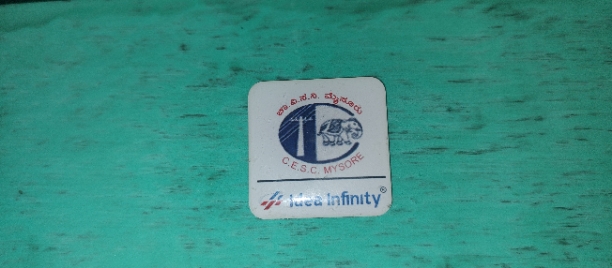 ಚಾ.ವಿ.ಸ.ನಿ. ಮೈಸೂರು
C.E.S.C. MYSORE
idea infinity®